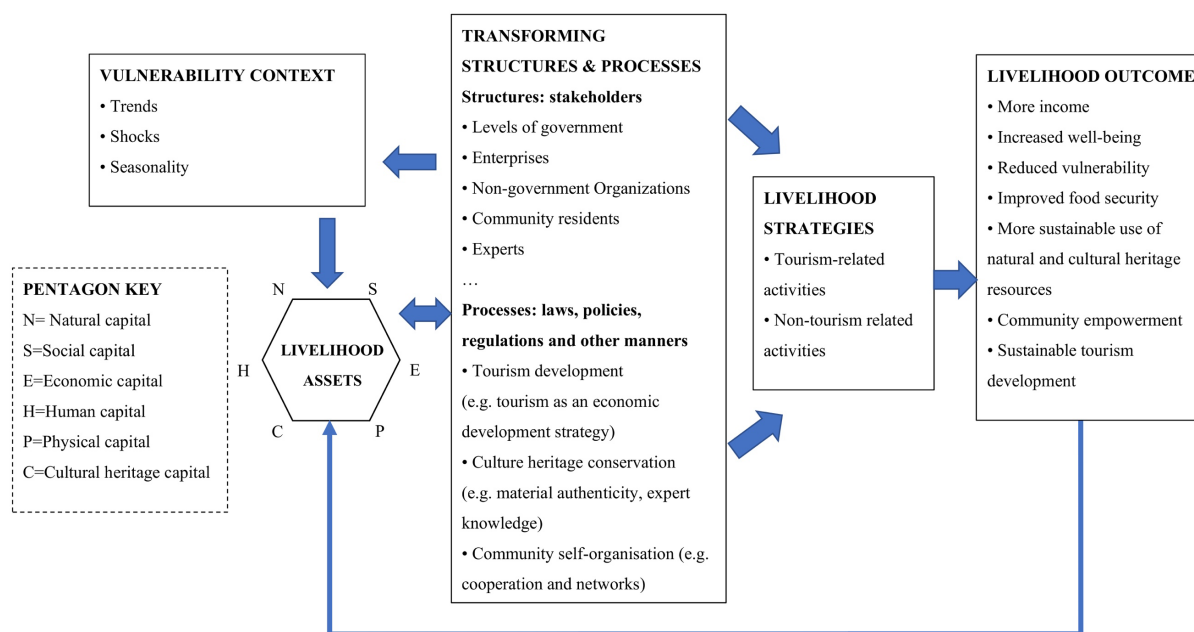 VULNERABILITY CONTEXT
• Trends
• Shocks
• Seasonality
PENTAGON KEY
N= Natural capital
S=Social capital
E=Economic capital
H=Human capital
P=Physical capital
C=Cultural heritage capital
N
S
H
LIVELIHOOD
ASSETS
E
C
P
TRANSFORMING
STRUCTURES & PROCESSES
Structures: stakeholders
• Levels of government
• Enterprises
• Non-government Organizations
• Community residents
• Experts
…
Processes: laws, policies,
regulations and other manners
• Tourism development
(e.g. tourism as an economic
development strategy)
• Culture heritage conservation
(e.g. material authenticity, expert
knowledge)
• Community self-organisation (e.g.
cooperation and networks)
LIVELIHOOD
STRATEGIES
• Tourism-related
activities
• Non-tourism related
activities
LIVELIHOOD OUTCOME
• More income
• Increased well-being
• Reduced vulnerability
• Improved food security
• More sustainable use of
natural and cultural heritage
resources
• Community empowerment
• Sustainable tourism
development